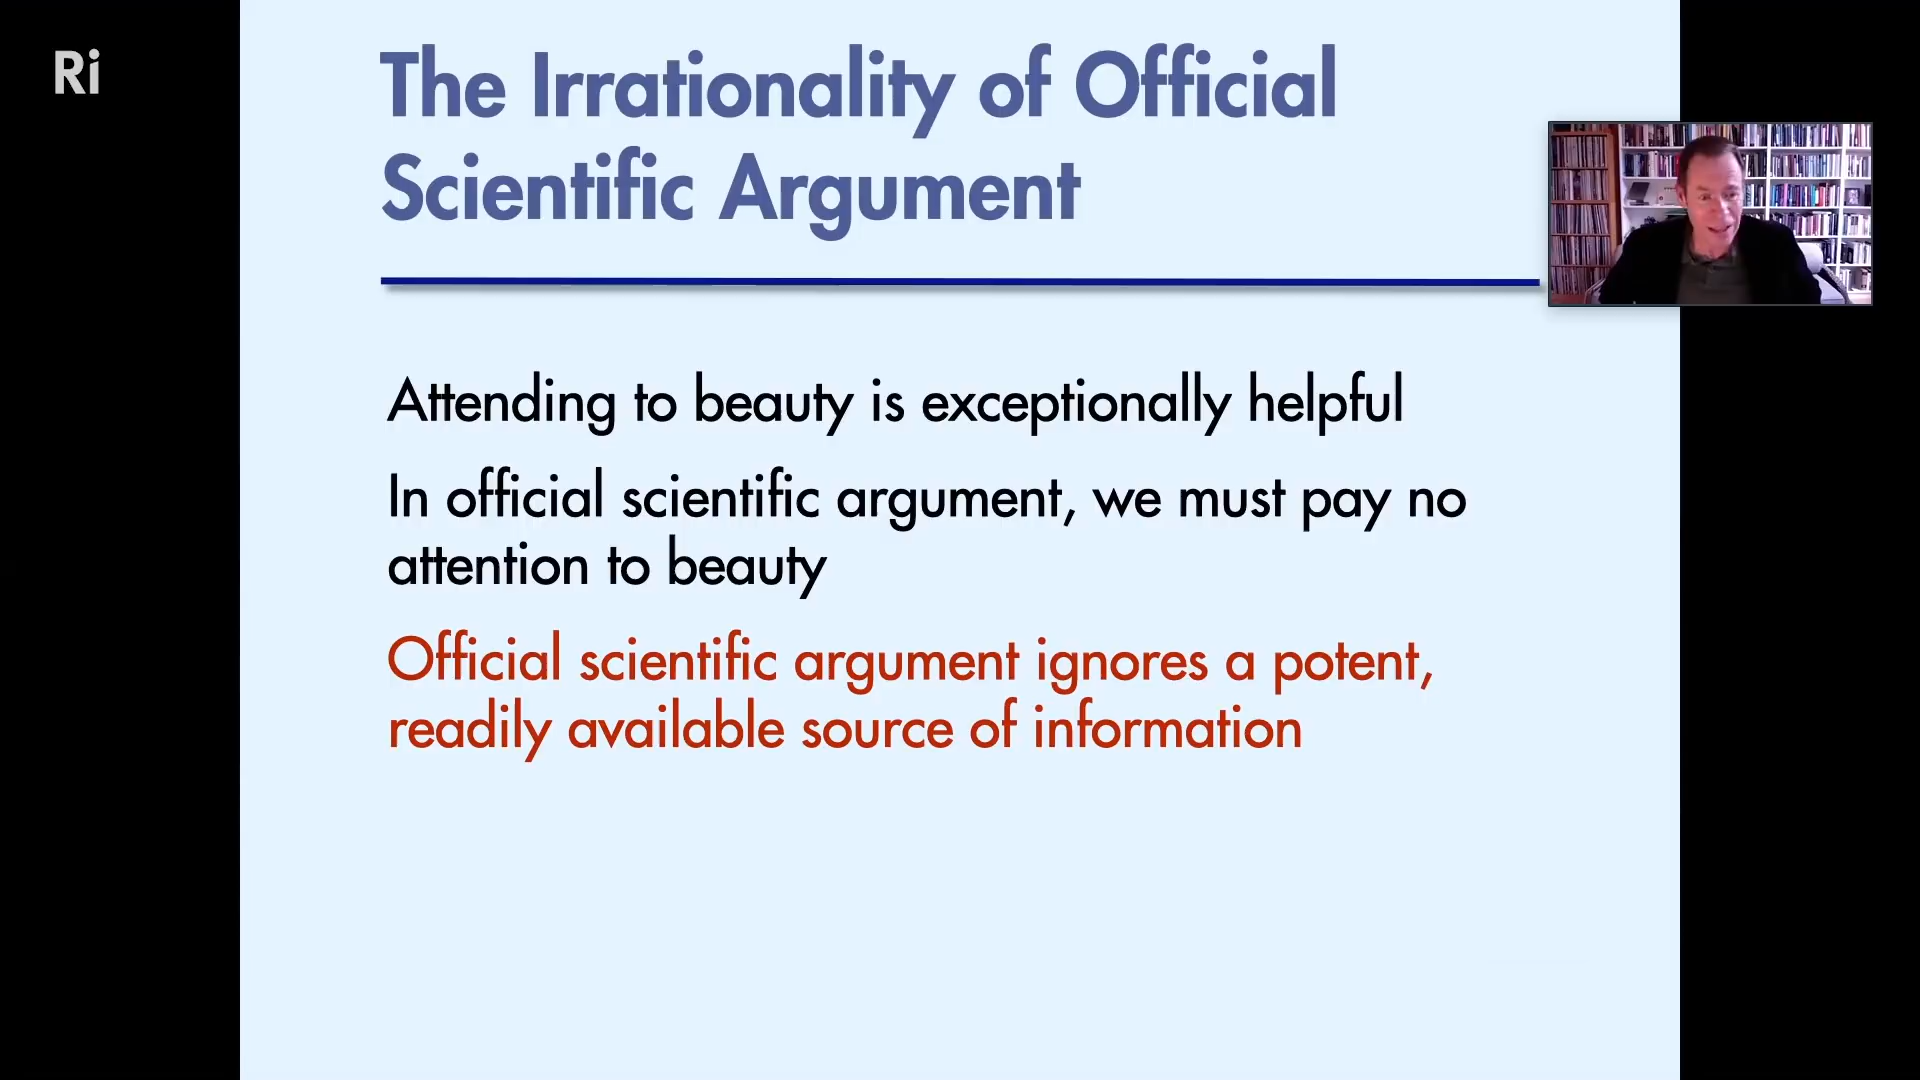 Ri
The Irrationality of Official
Scientific Argument
Attending to beauty is exceptionally helpful
In official scientific argument, we must pay no
attention to beauty
Official scientific argument ignores a potent,
readily available source of information